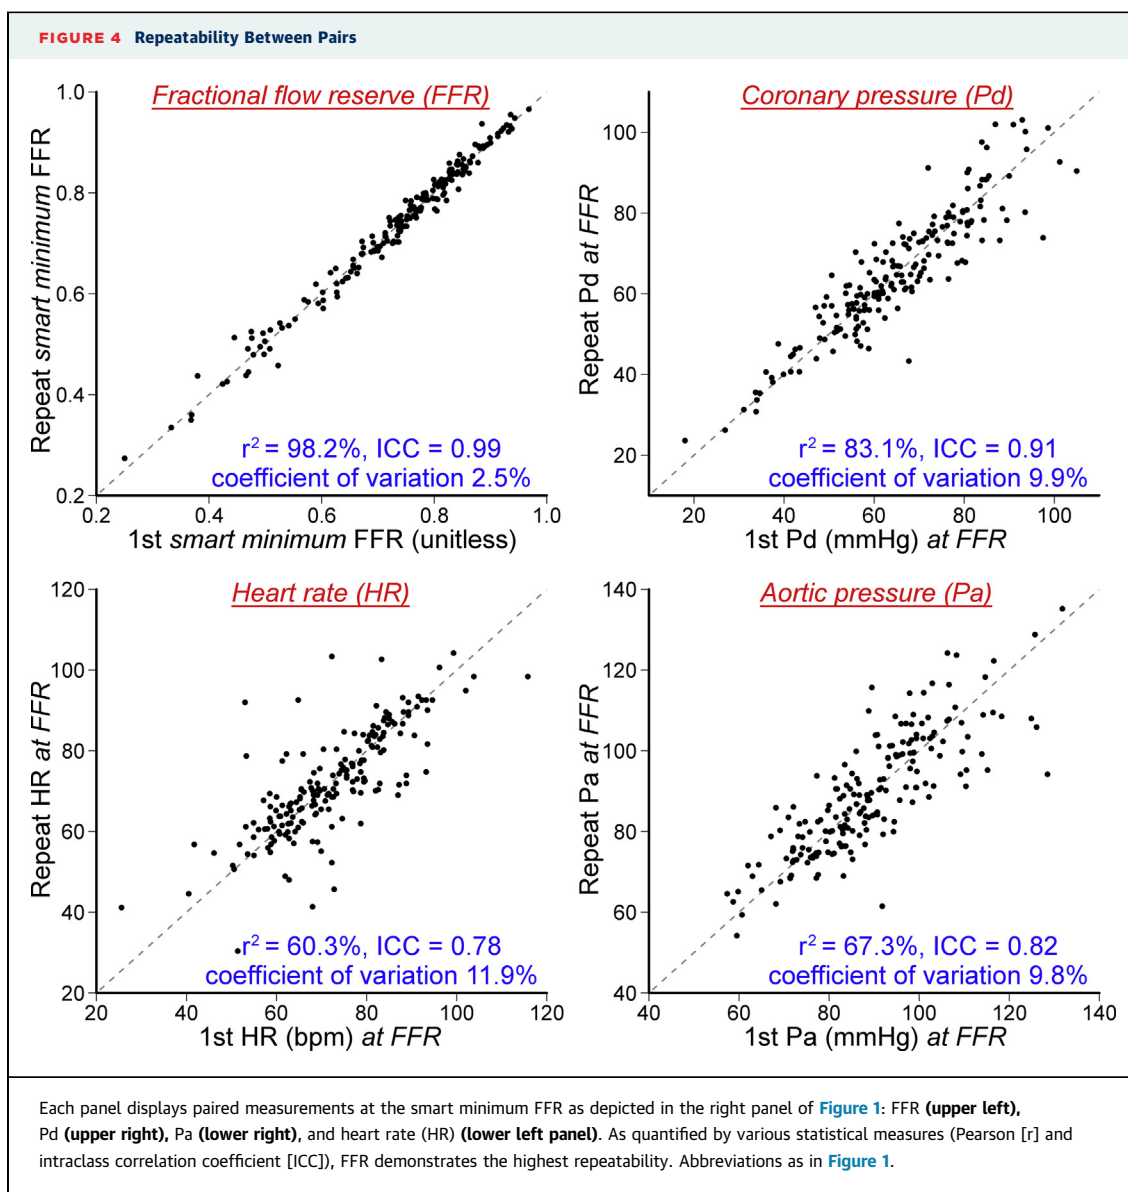 FIGURE 4 Repeatability Between Pairs
Fractional flow reserve (FFR)
Repeat smart minimum FFR
1.0
0.8
0.6
0.4
0.2
r² = 98.2%, ICC = 0.99
coefficient of variation 2.5%
0.2 0.4 0.6 0.8 1.0
1st smart minimum FFR (unitless)
Coronary pressure (Pd)
Repeat Pd at FFR
100
80
60
40
20
r² = 83.1%, ICC = 0.91
coefficient of variation 9.9%
20 40 60 80 100
1st Pd (mmHg) at FFR
Heart rate (HR)
Repeat HR at FFR
120
100
80
60
40
20
r² = 60.3%, ICC = 0.78
coefficient of variation 11.9%
20 40 60 80 100 120
1st HR (bpm) at FFR
Aortic pressure (Pa)
Repeat Pa at FFR
140
120
100
80
60
40
r² = 67.3%, ICC = 0.82
coefficient of variation 9.8%
40 60 80 100 120 140
1st Pa (mmHg) at FFR
Each panel displays paired measurements at the smart minimum FFR as depicted in the right panel of Figure 1: FFR (upper left),
Pd (upper right), Pa (lower right), and heart rate (HR) (lower left panel). As quantified by various statistical measures (Pearson [r] and
intraclass correlation coefficient [ICC]), FFR demonstrates the highest repeatability. Abbreviations as in Figure 1.